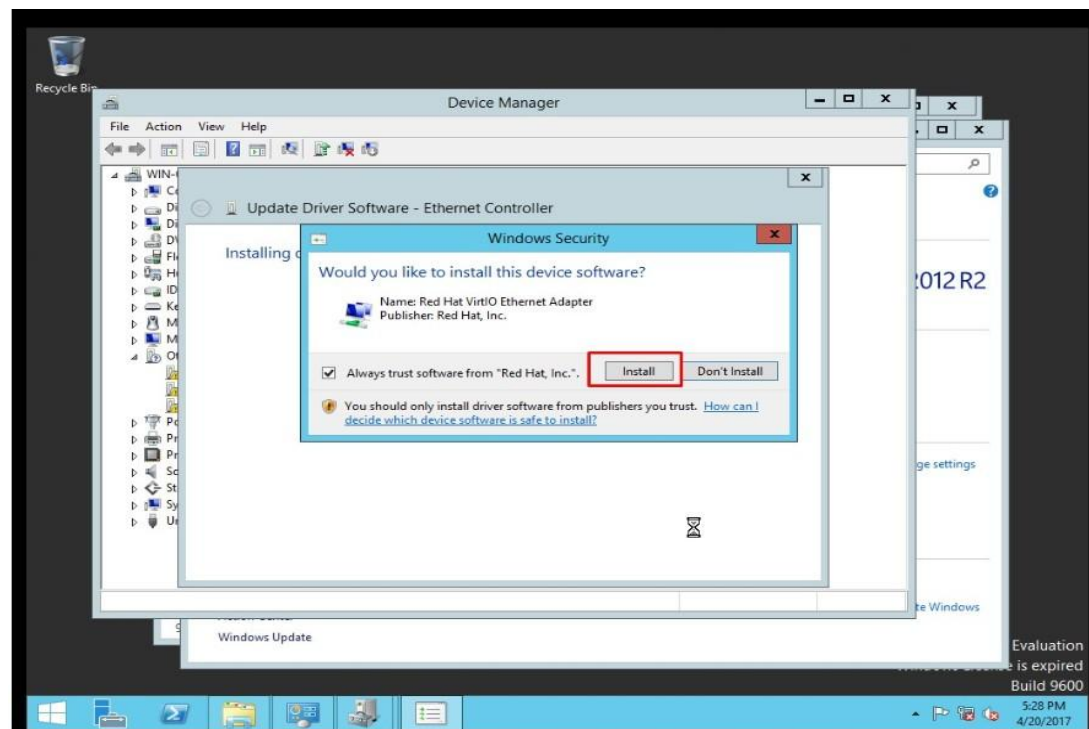 Recycle Bin
Device Manager
File Action View Help
WIN-
Update Driver Software - Ethernet Controller
Installing
Windows Security
Would you like to install this device software?
Name: Red Hat VirtIO Ethernet Adapter
Publisher: Red Hat, Inc.
Always trust software from "Red Hat, Inc.".
Install
Don't Install
You should only install driver software from publishers you trust. How can I
decide which device software is safe to install?
2012 R2
ge settings
te Windows
Windows Update
Evaluation
is expired
Build 9600
5:28 PM
4/20/2017